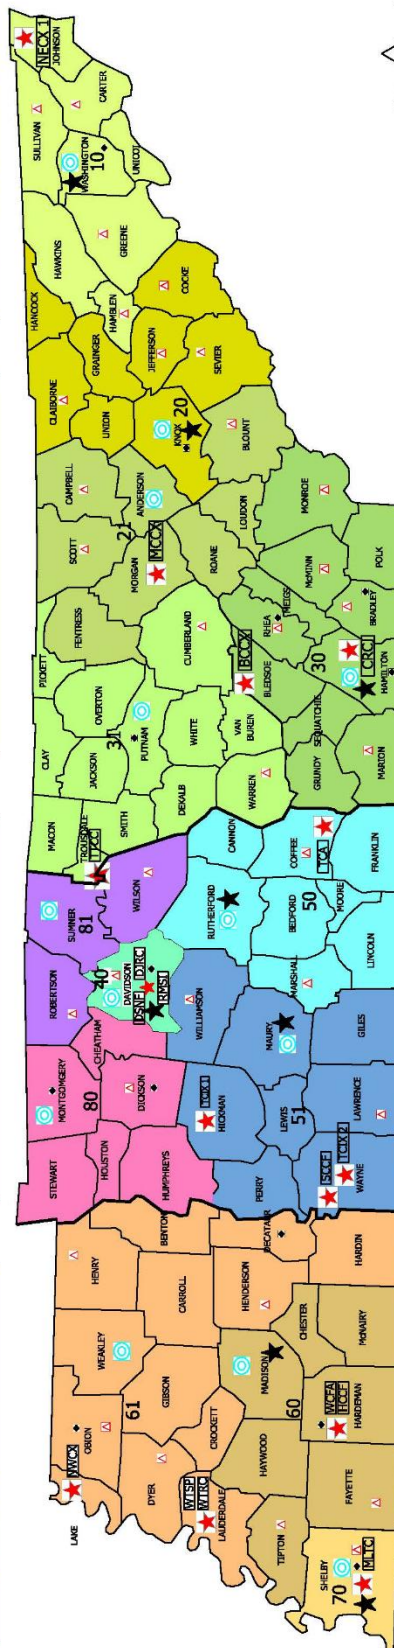 LAKE
NWCX
OBION
WEAKLEY
HENRY
61
DYER
GIBSON
CARROLL
BENTON
WTSP
WTRC
LAUDERDALE
CROCKETT
HENDERSON
TIPTON
HAYWOOD
MADISON
CHESTER
60
SHELBY
70
MLTC
FAYETTE
WCFA
HCCF
HARDEMAN
McNAIRY
HARDIN
STEWART
MONTGOMGERY
HOUSTON
80
DICKSON
HUMPHREYS
CHEATHAM
ROBERTSON
SUMNER
81
WILSON
40
DAVIDSON
DSNF
DJRC
RMSI
PERRY
HICKMAN
TCIX 1
WILLIAMSON
LEWIS
51
MAURY
SCCF
TCIX 2
WAYNE
LAWRENCE
GILES
RUTHERFORD
CANNON
MARSHALL
BEDFORD
50
COFFEE
TCA
MOORE
LINCOLN
FRANKLIN
MACON
TROUSDALE
TTCC
SMITH
CLAY
JACKSON
PICKETT
OVERTON
31
PUTNAM
DEKALB
WHITE
WARREN
VAN
BUREN
CUMBERLAND
FENTRESS
SCOTT
CAMPBELL
21
MORGAN
MCCX
ANDERSON
ROANE
LOUDON
BLOUNT
GRUNDY
SEQUATCHIE
BLEDSOE
BCCX
RHEA
MEIGS
30
MARION
HAMILTON
CRCJ
BRADLEY
McMINN
MONROE
POLK
CLAIBORNE
HANCOCK
UNION
GRAINGER
KNOX
20
JEFFERSON
SEVIER
COCKE
HAMBLEN
HAWKINS
GREENE
SULLIVAN
WASHINGTON
10
UNICOI
CARTER
JOHNSON
NECX 1